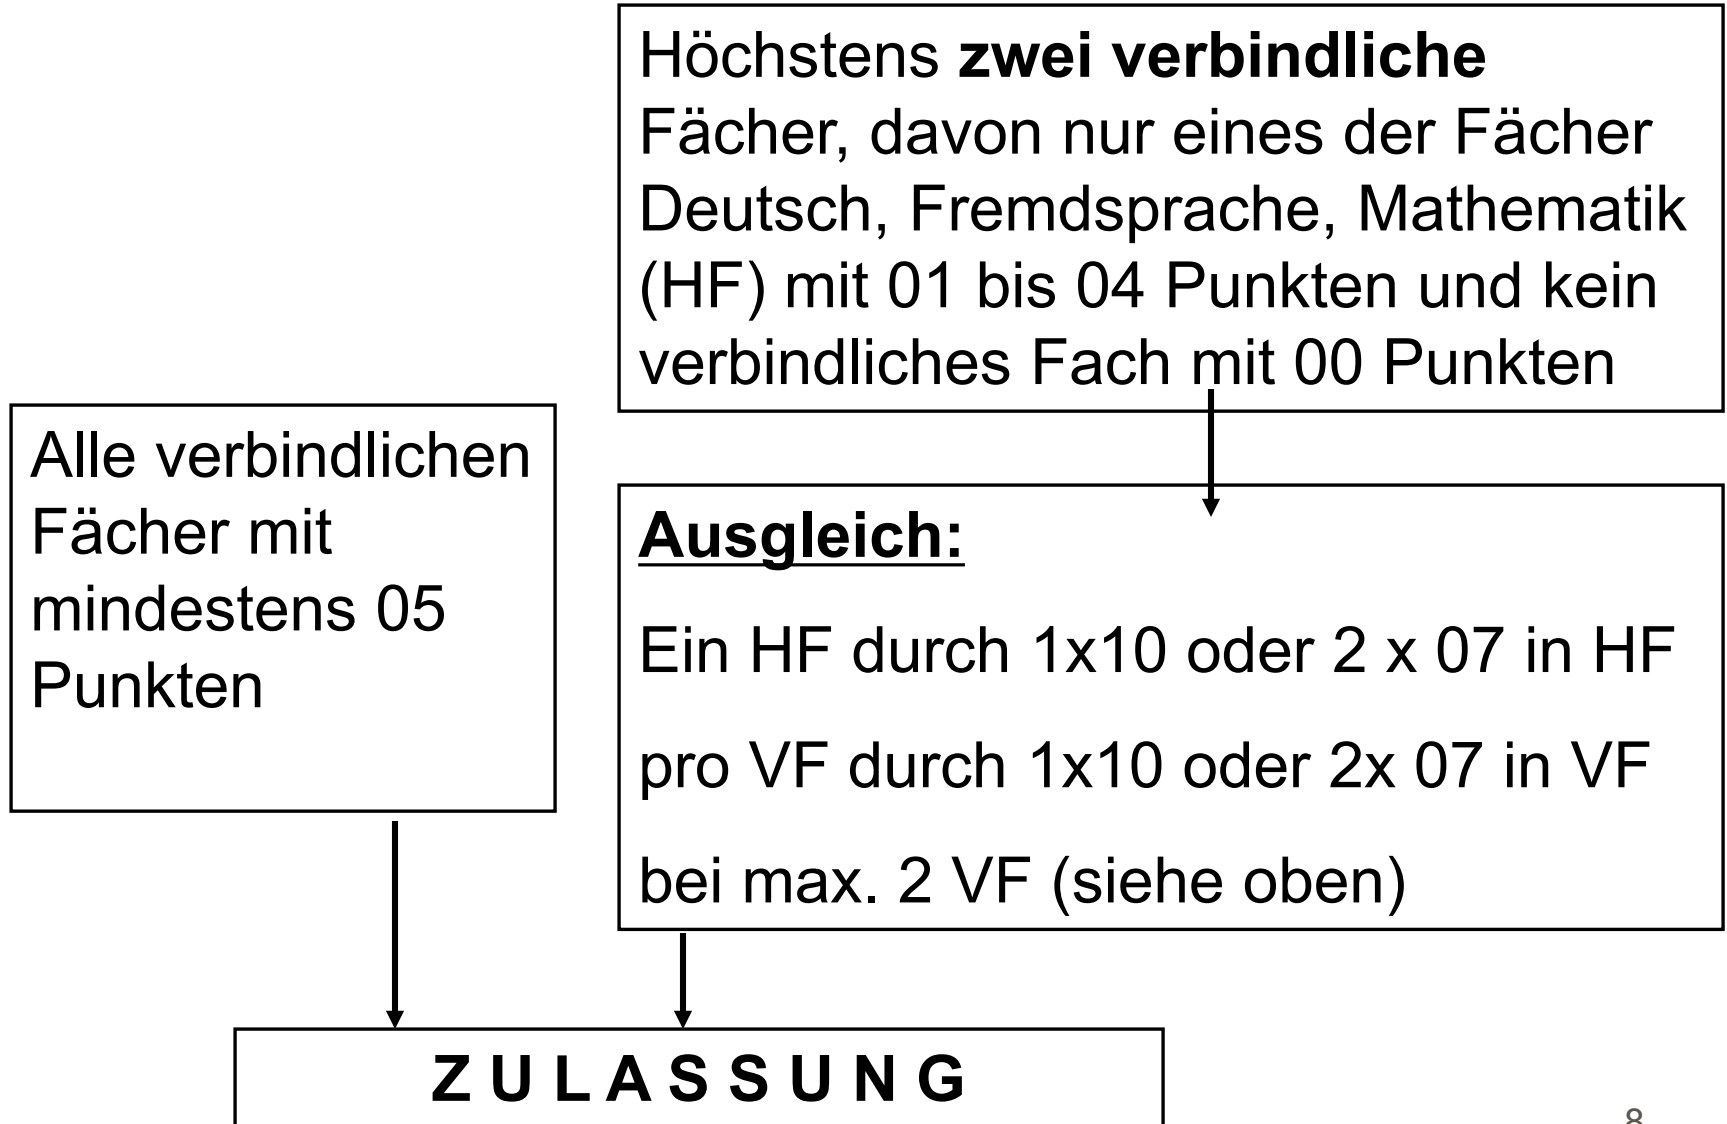 Höchstens zwei verbindliche
Fächer, davon nur eines der Fächer
Deutsch, Fremdsprache, Mathematik
(HF) mit 01 bis 04 Punkten und kein
verbindliches Fach mit 00 Punkten
Alle verbindlichen
Fächer mit
mindestens 05
Punkten
Ausgleich:
Ein HF durch 1x10 oder 2 x 07 in HF
pro VF durch 1x10 oder 2x 07 in VF
bei max. 2 VF (siehe oben)
Z U L A S S U N G
8